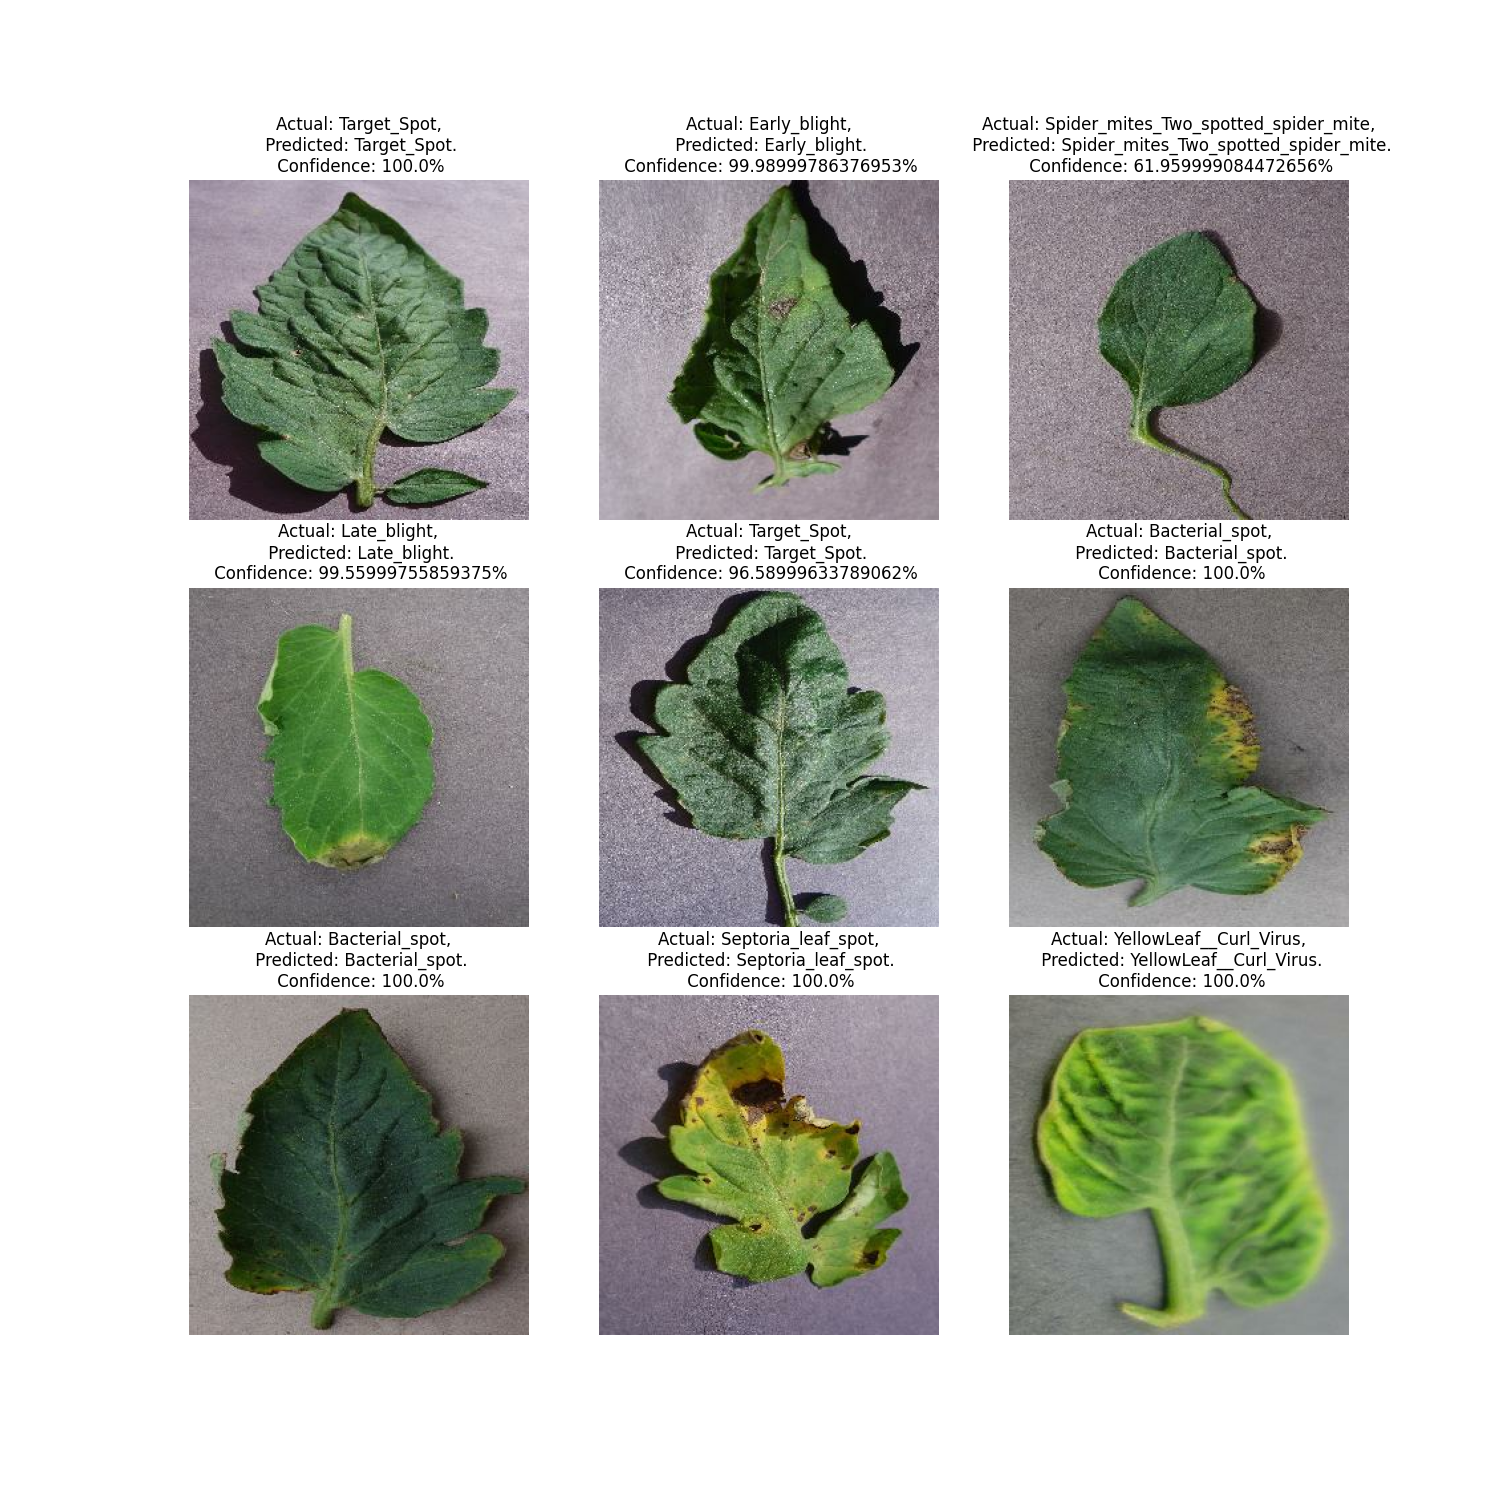 Actual: Target_Spot,
Predicted: Target_Spot.
Confidence: 100.0%
Actual: Early_blight,
Predicted: Early_blight.
Confidence: 99.98999786376953%
Actual: Spider_mites_Two_spotted_spider_mite,
Predicted: Spider_mites_Two_spotted_spider_mite.
Confidence: 61.959999084472656%
Actual: Late_blight,
Predicted: Late_blight.
Confidence: 99.55999755859375%
Actual: Target_Spot,
Predicted: Target_Spot.
Confidence: 96.58999633789062%
Actual: Bacterial_spot,
Predicted: Bacterial_spot.
Confidence: 100.0%
Actual: Bacterial_spot,
Predicted: Bacterial_spot.
Confidence: 100.0%
Actual: Septoria_leaf_spot,
Predicted: Septoria_leaf_spot.
Confidence: 100.0%
Actual: YellowLeaf__Curl_Virus,
Predicted: YellowLeaf__Curl_Virus.
Confidence: 100.0%